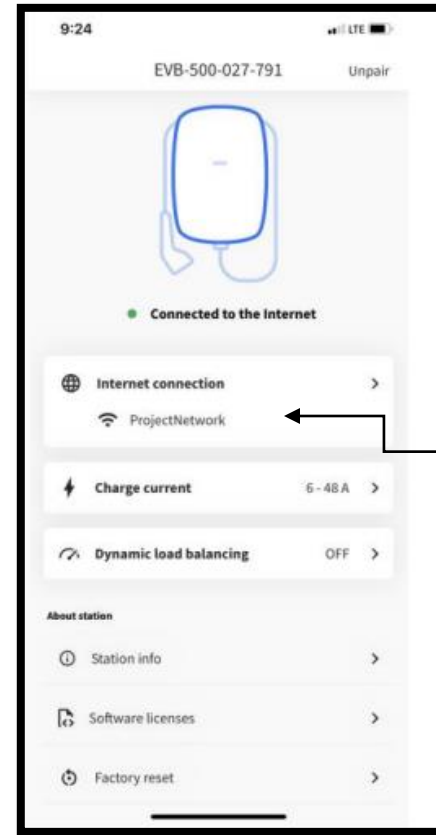 9:24 LTE
EVB-500-027-791 Unpair
Connected to the Internet
Internet connection
ProjectNetwork
Charge current 6 - 48 A
Dynamic load balancing OFF
About station
Station info
Software licenses
Factory reset